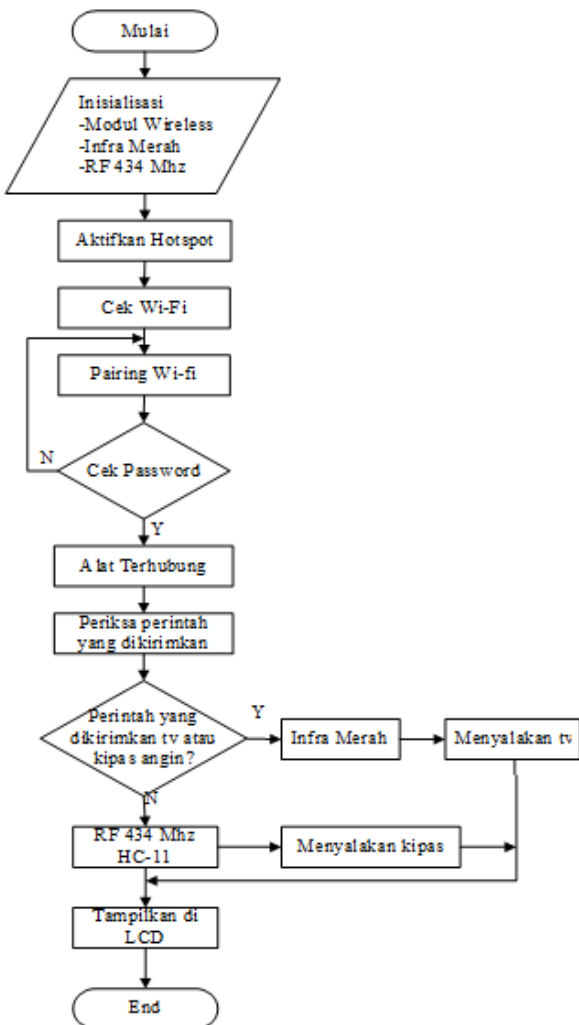 Mulai
Inisialisasi
-Modul Wireless
-Infra Merah
-RF 434 Mhz
Aktifkan Hotspot
Cek Wi-Fi
Pairing Wi-fi
N
Cek Password
Y
Alat Terhubung
Periksa perintah
yang dikirimkan
Perintah yang
dikirimkan tv atau
kipas angin?
Y
Infra Merah
Menyalakan tv
N
RF 434 Mhz
HC-11
Menyalakan kipas
Tampilkan di
LCD
End